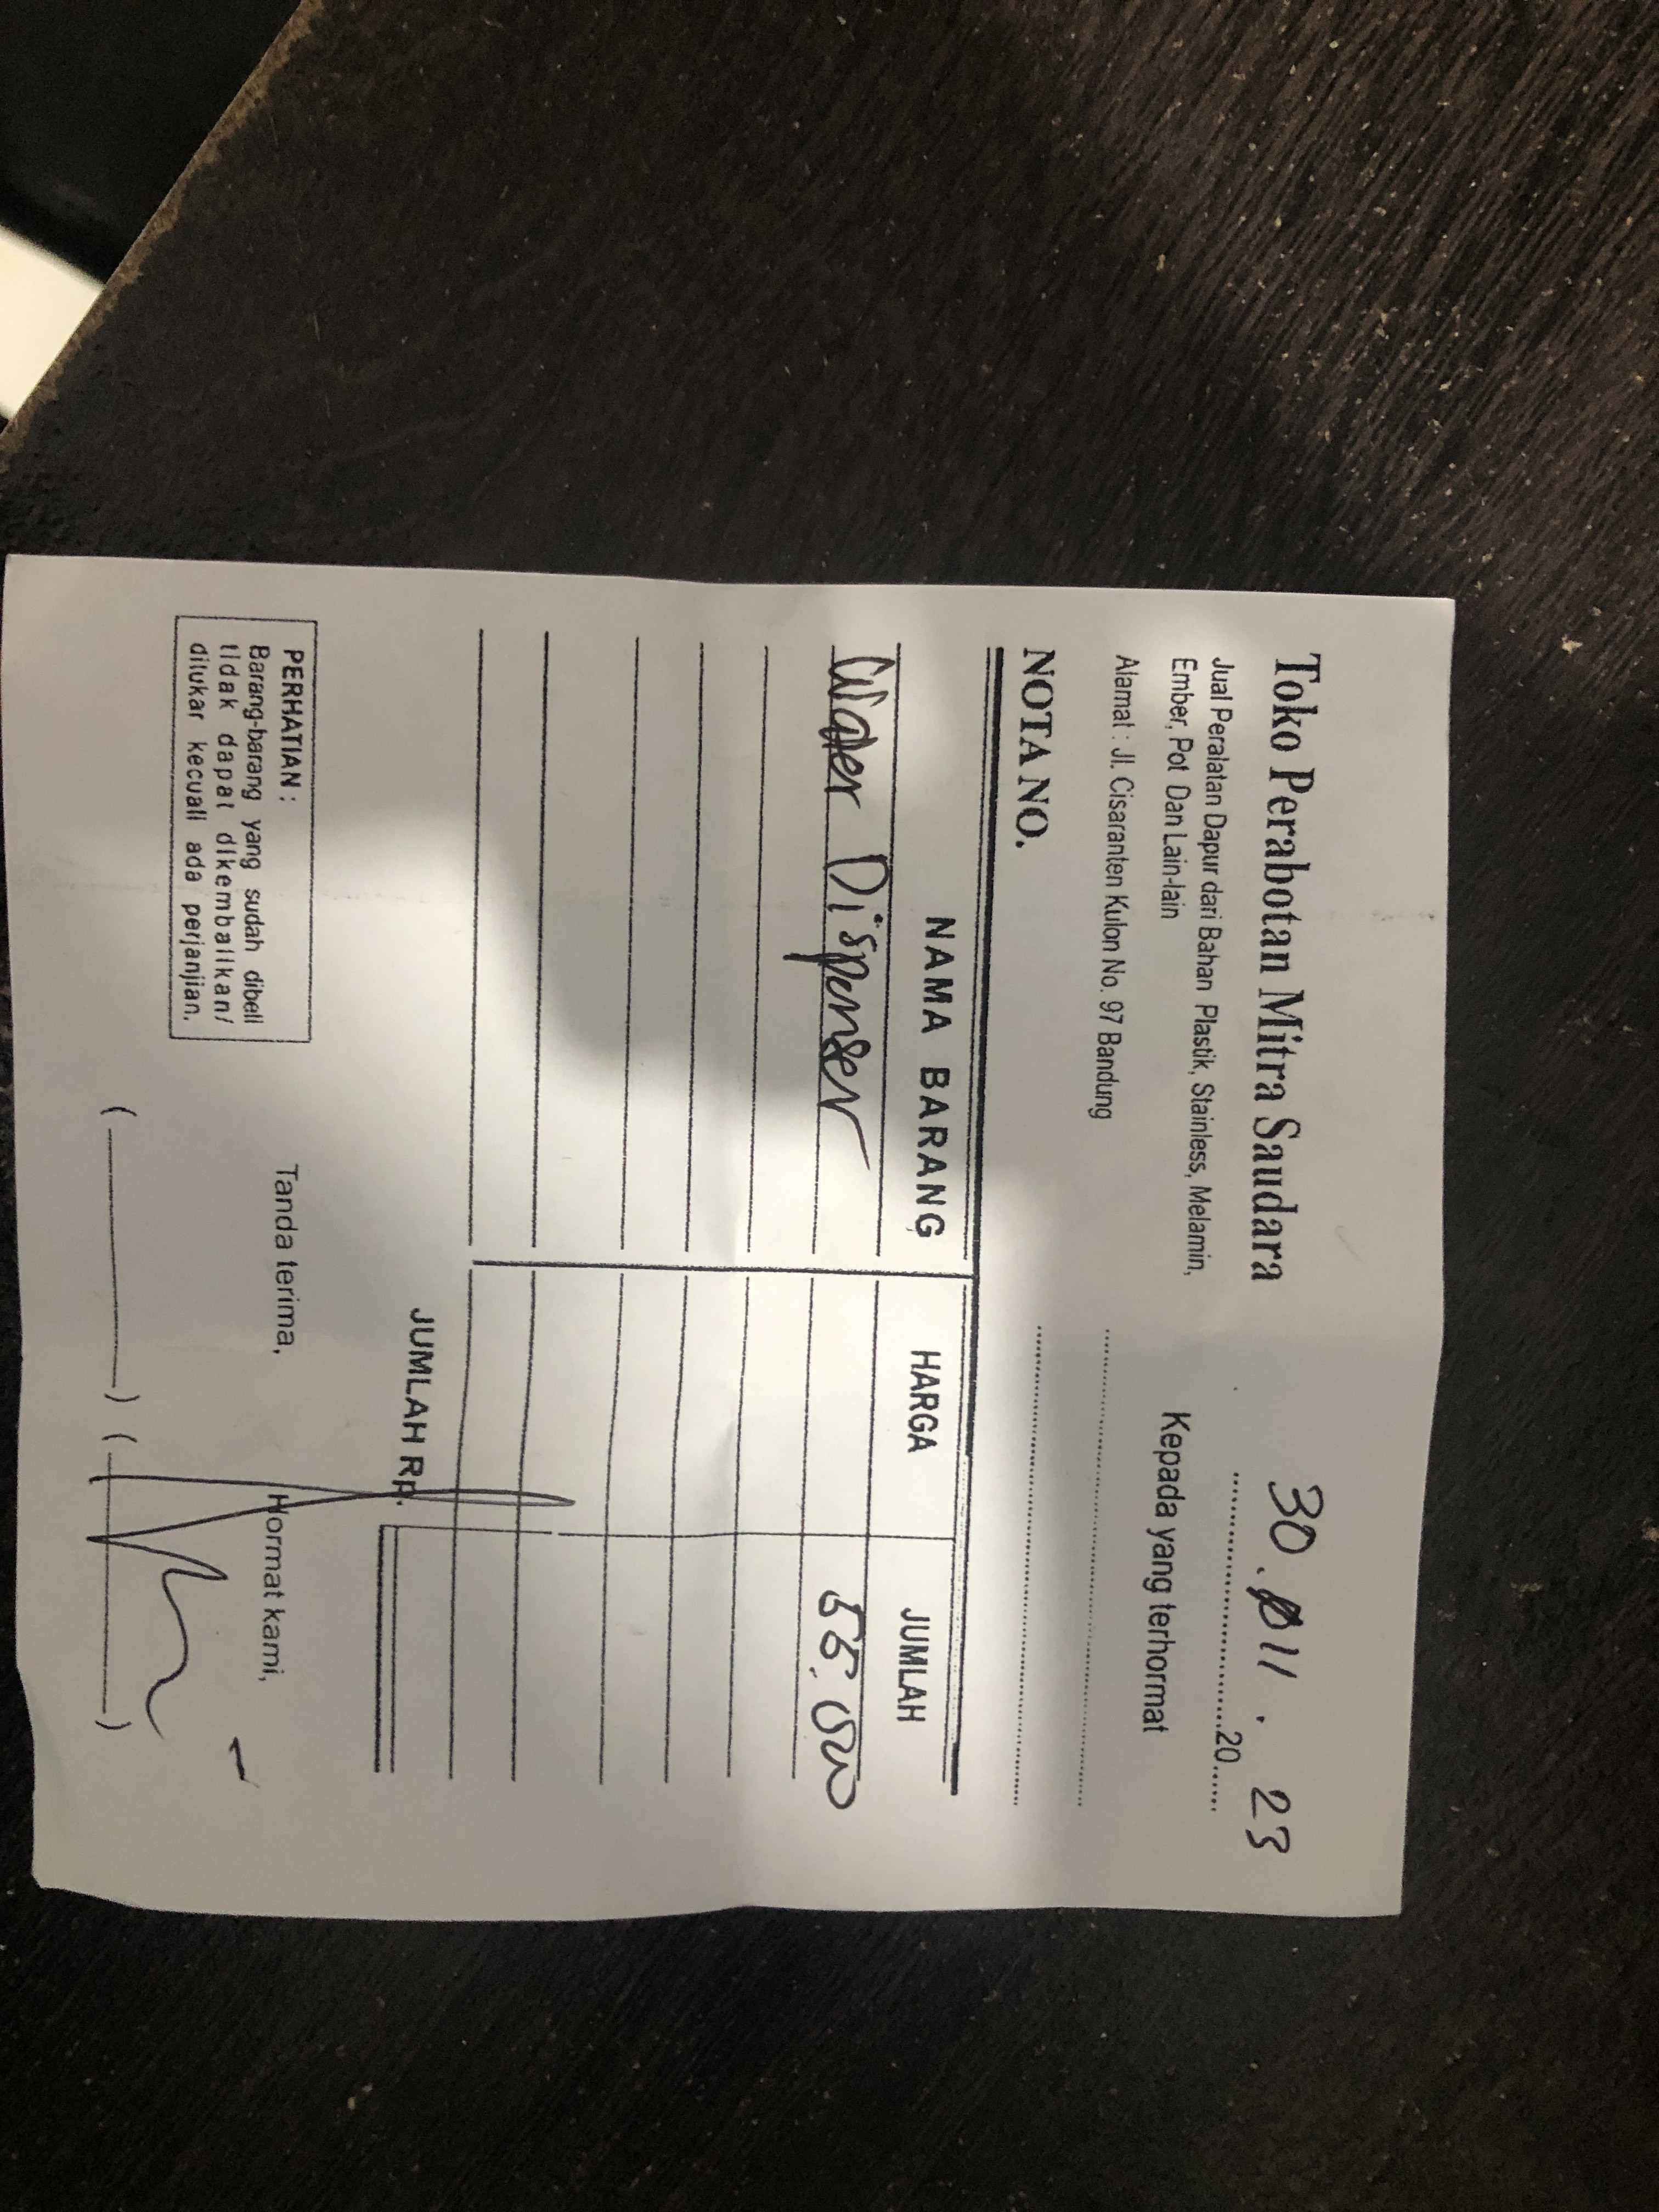 Toko Perabotan Mitra Saudara
Jual Peralatan Dapur dari Bahan Plastik, Stainless, Melamin,
Ember, Pot Dan Lain-lain
Alamat : Jl. Cisaranten Kulon No. 97 Bandung
30. 11 . 23
....................20......
Kepada yang terhormat
NOTA NO.
NAMA BARANG HARGA JUMLAH
Water Dispenser 55.000
JUMLAH Rp.
PERHATIAN :
Barang-barang yang sudah dibeli
tidak dapat dikembalikan/
ditukar kecuali ada perjanjian.
Tanda terima,
Hormat kami,